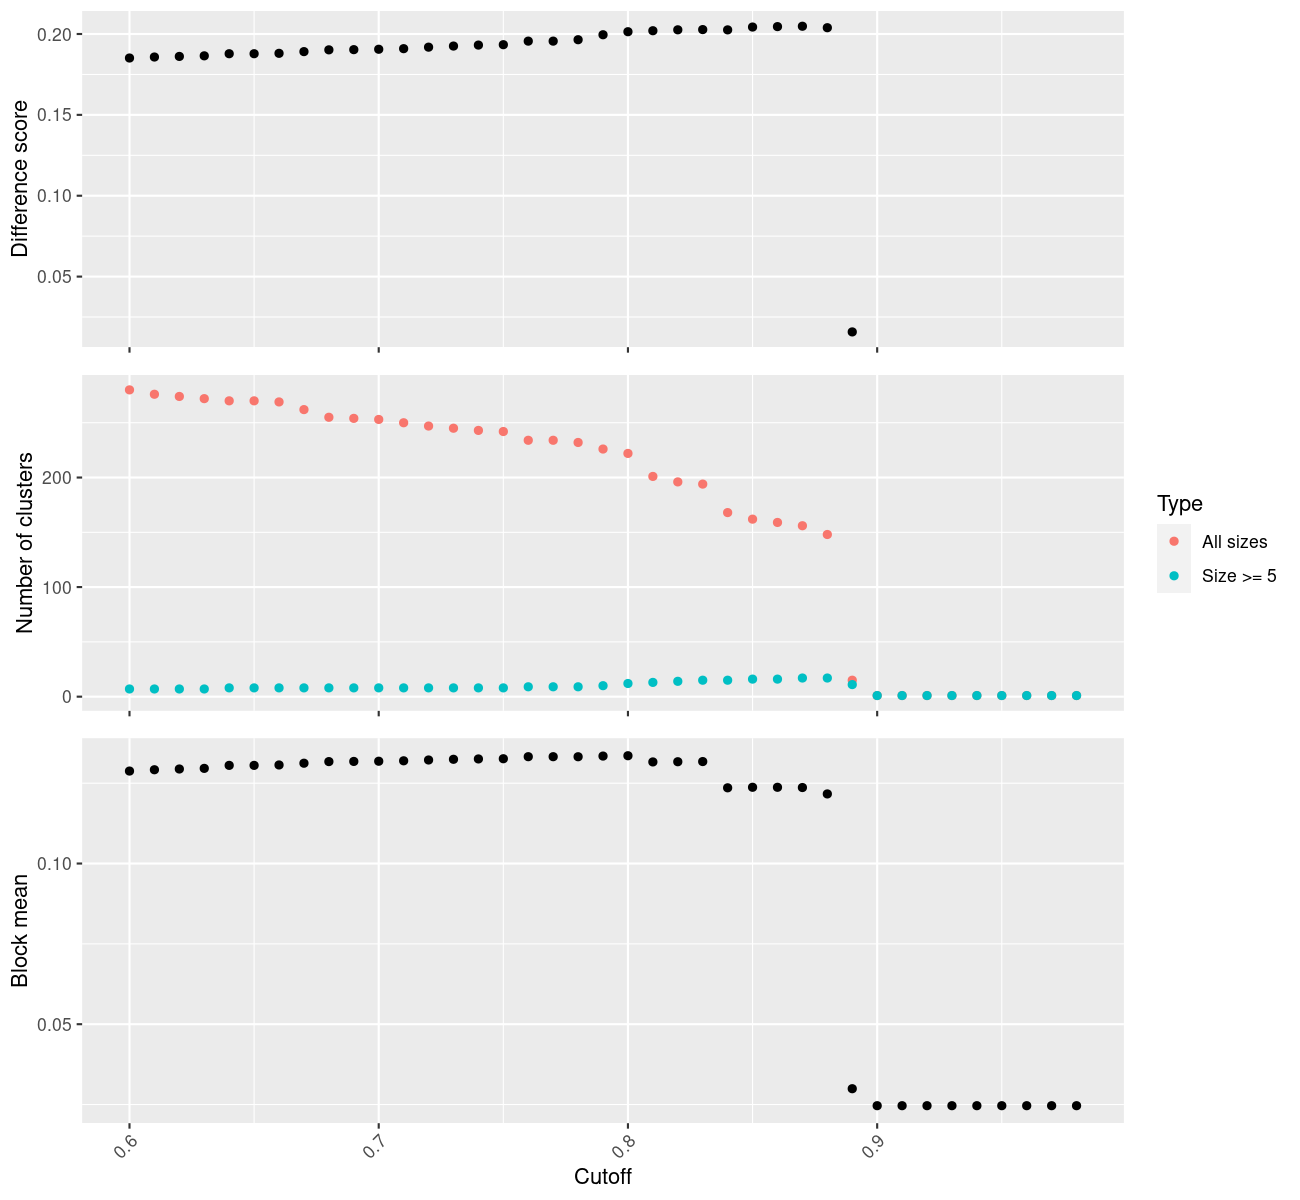 0.20
0.15
0.10
0.05
Difference score
200
100
0
Number of clusters
Type
All sizes
Size >= 5
0.10
0.05
Block mean
0.6
0.7
0.8
0.9
Cutoff